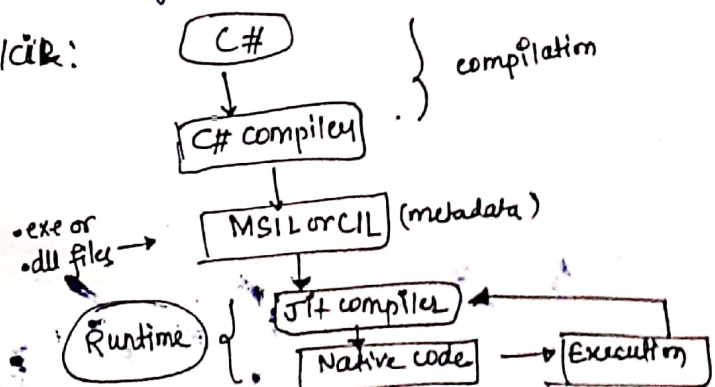 C#
compilation
C# compiler
.exe or
.dll files
MSIL or CIL (metadata)
Runtime
Jit compiler
Native code
Execution